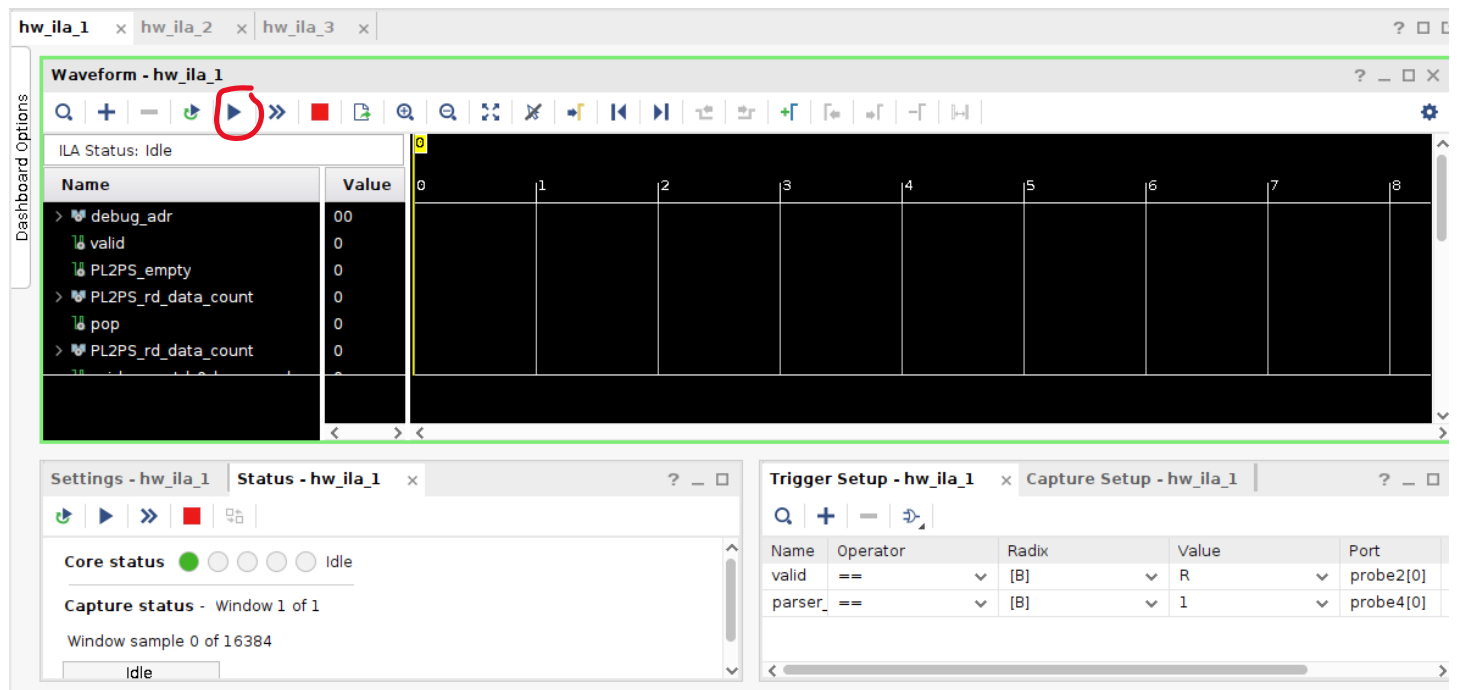 hw_ila_1 hw_ila_2 hw_ila_3
Dashboard Options
Waveform - hw_ila_1
ILA Status: Idle
0
Name Value
0 1 2 3 4 5 6 7 8
debug_adr 00
valid 0
PL2PS_empty 0
PL2PS_rd_data_count 0
pop 0
PL2PS_rd_data_count 0
Settings - hw_ila_1 Status - hw_ila_1
Core status Idle
Capture status - Window 1 of 1
Window sample 0 of 16384
Idle
Trigger Setup - hw_ila_1 Capture Setup - hw_ila_1
Name Operator Radix Value Port
valid == [B] R probe2[0]
parser_ == [B] 1 probe4[0]